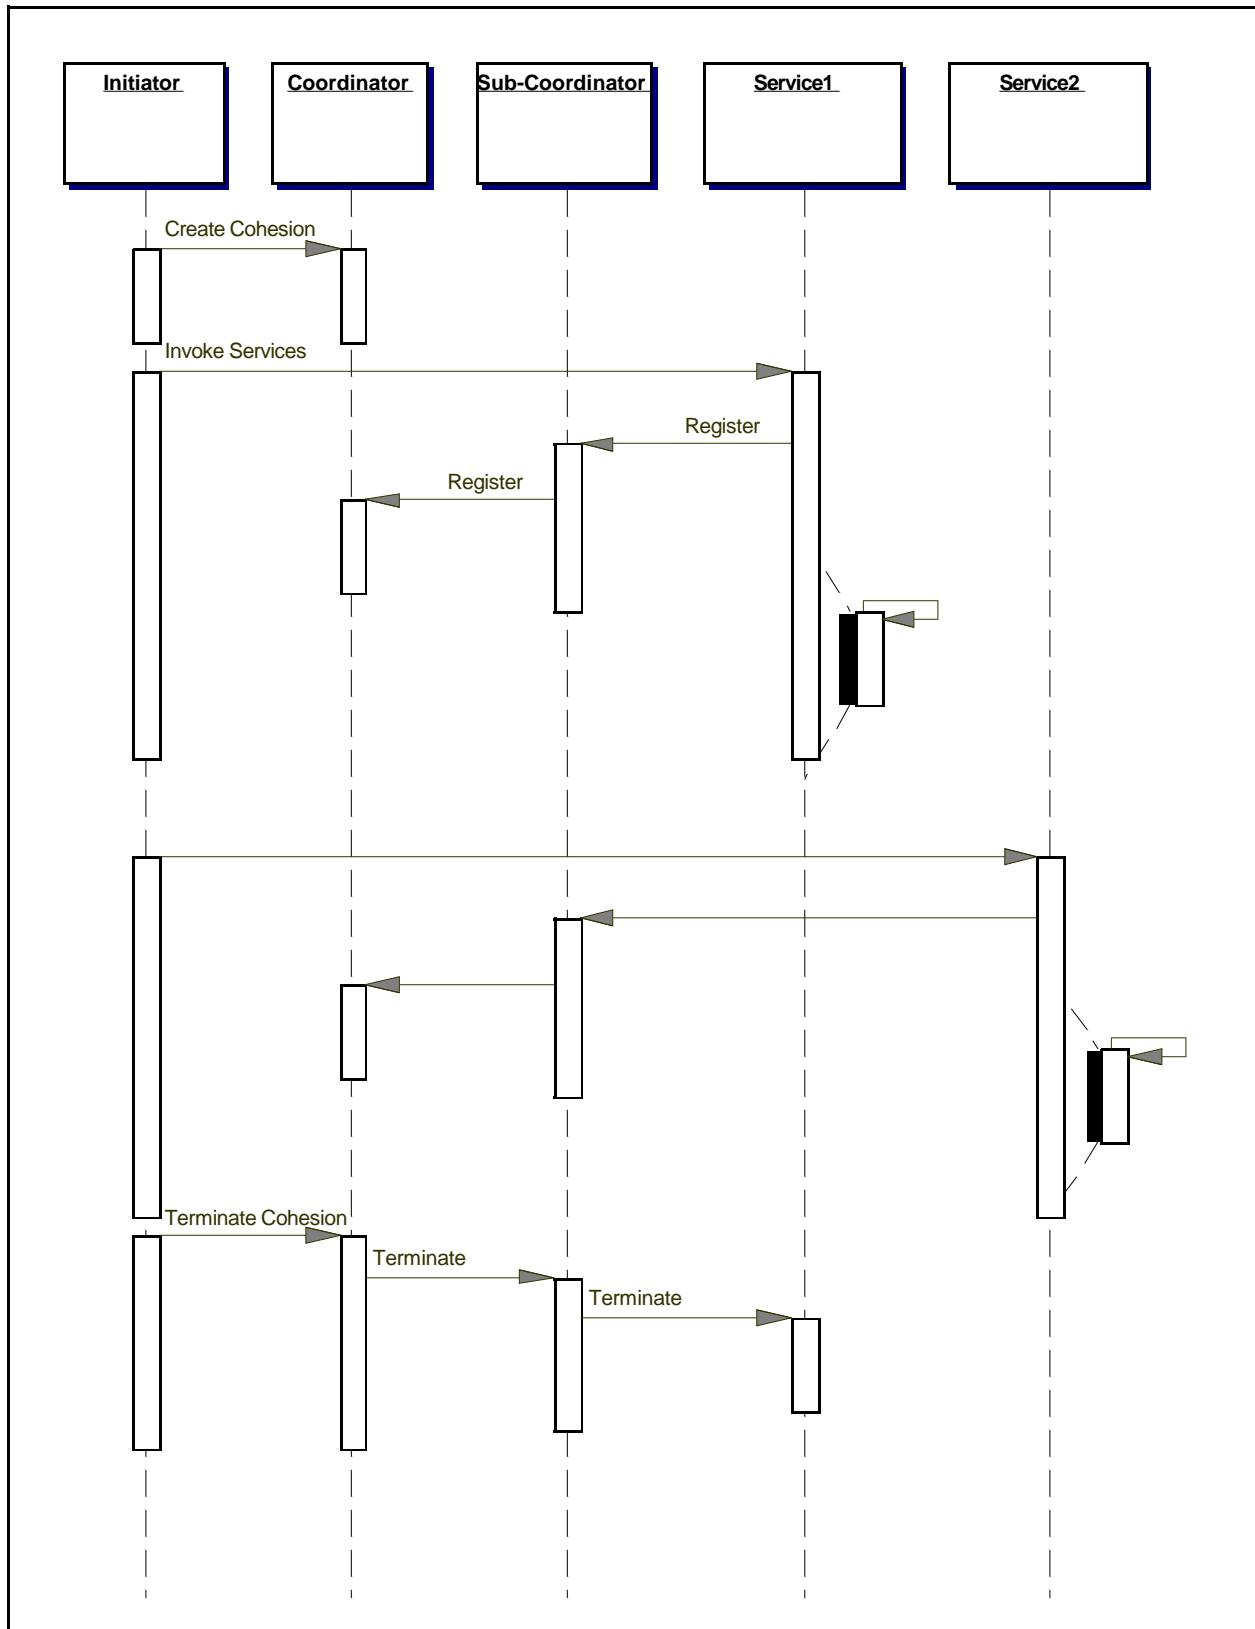 Initiator
Coordinator
Sub-Coordinator
Service1
Service2
Create Cohesion
Invoke Services
Register
Register
Terminate Cohesion
Terminate
Terminate